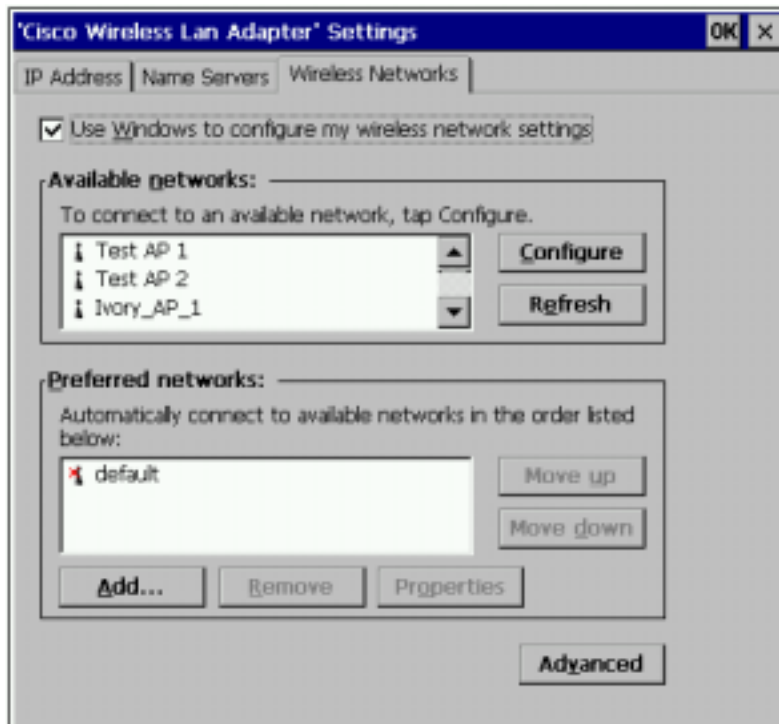 'Cisco Wireless Lan Adapter' Settings OK ×
IP Address Name Servers Wireless Networks
Use Windows to configure my wireless network settings
Available networks:
To connect to an available network, tap Configure.
Test AP 1
Test AP 2
Ivory_AP_1
Configure
Refresh
Preferred networks:
Automatically connect to available networks in the order listed
below:
default
Move up
Move down
Add... Remove Properties
Advanced